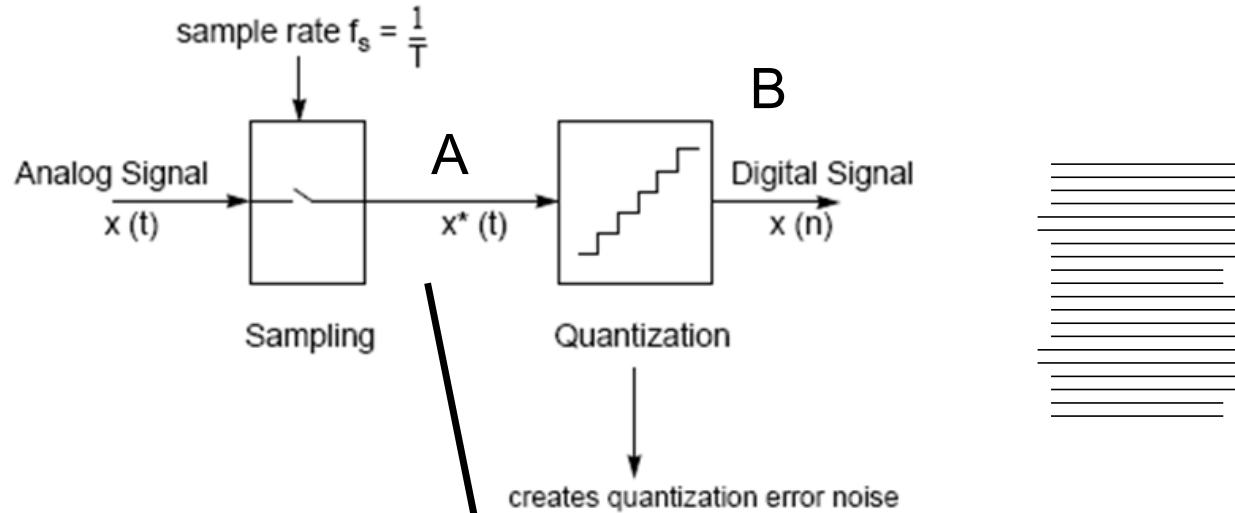 sample rate fs = 1/T
A
B
Analog Signal
x (t)
x* (t)
Digital Signal
x (n)
Sampling
Quantization
creates quantization error noise